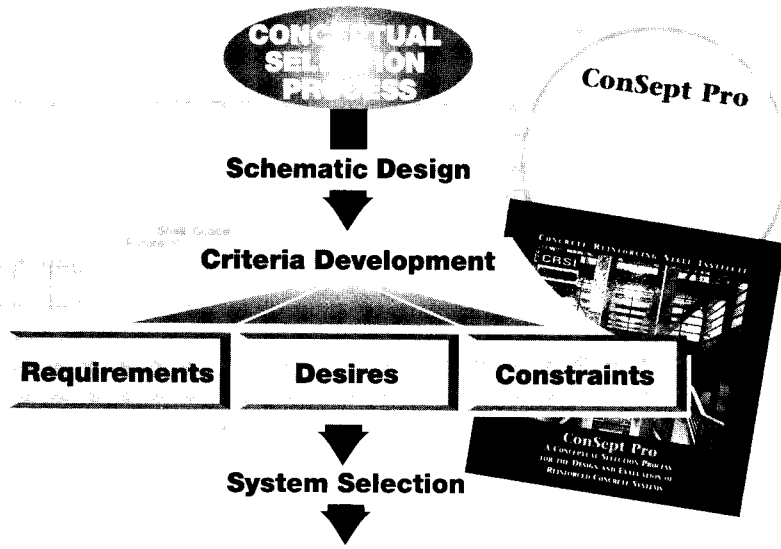 CONCEPTUAL
SELECTION
PROCESS
ConSept Pro
Schematic Design
Criteria Development
CONCRETE REINFORCING STEEL INSTITUTE
CRSI
Requirements
Desires
Constraints
ConSept Pro
A CONCEPTUAL SELECTION PROCESS
FOR THE DESIGN AND EVALUATION OF
REINFORCED CONCRETE SYSTEMS
System Selection